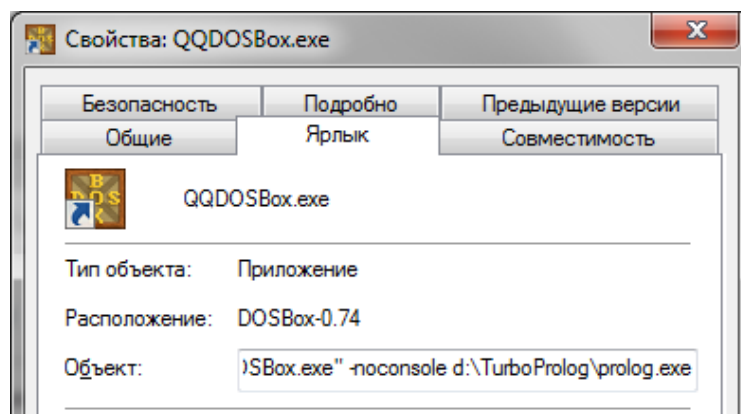 Свойства: QQDOSBox.exe
Безопасность Подробно Предыдущие версии
Общие Ярлык Совместимость
QQDOSBox.exe
Тип объекта: Приложение
Расположение: DOSBox-0.74
Объект: OSBox.exe" -noconsole d:\TurboProlog\prolog.exe